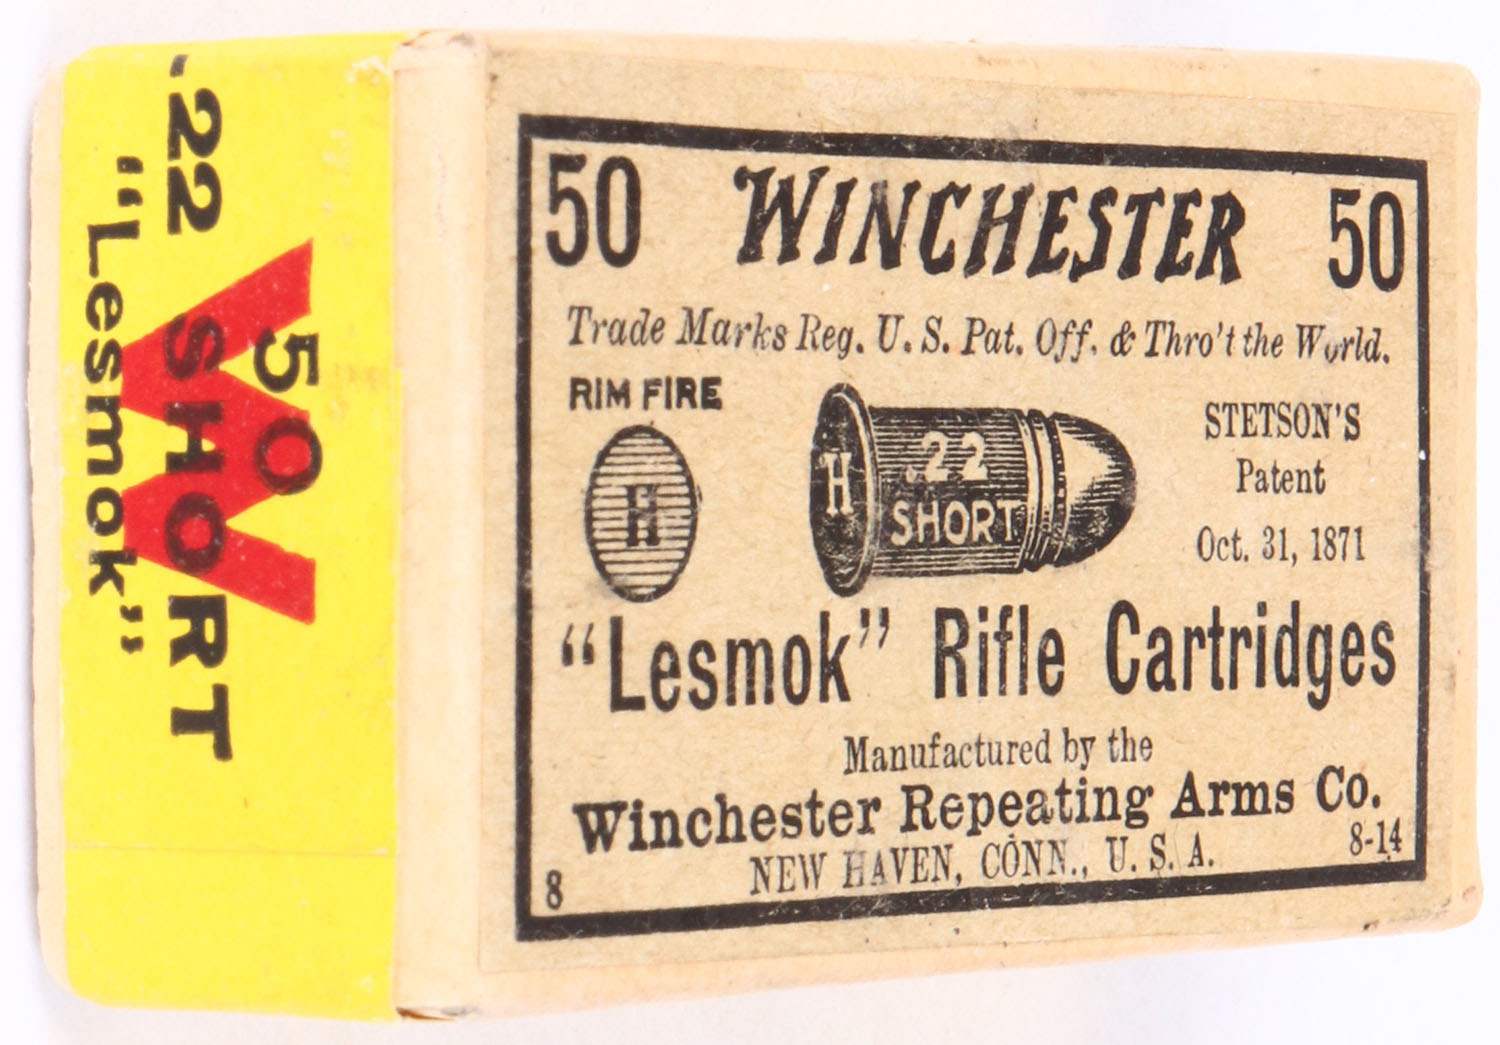 .22 SHORT
"Lesmok"
50
W
SHORT
50 WINCHESTER 50
Trade Marks Reg. U. S. Pat. Off. & Thro't the World.
RIM FIRE
H
H
.22
SHORT
STETSON'S
Patent
Oct. 31, 1871
"Lesmok" Rifle Cartridges
Manufactured by the
Winchester Repeating Arms Co.
NEW HAVEN, CONN., U. S. A.
8
8-14